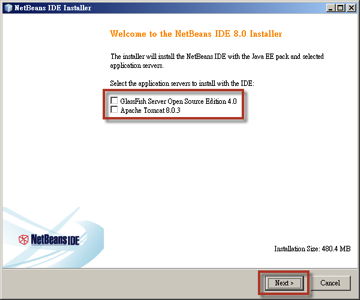 NetBeans IDE Installer
Welcome to the NetBeans IDE 8.0 Installer
The installer will install the NetBeans IDE with the Java EE pack and selected
application servers.
Select the application servers to install with the IDE:
GlassFish Server Open Source Edition 4.0
Apache Tomcat 8.0.3
NetBeans IDE
Installation Size: 480.4 MB
Next >
Cancel